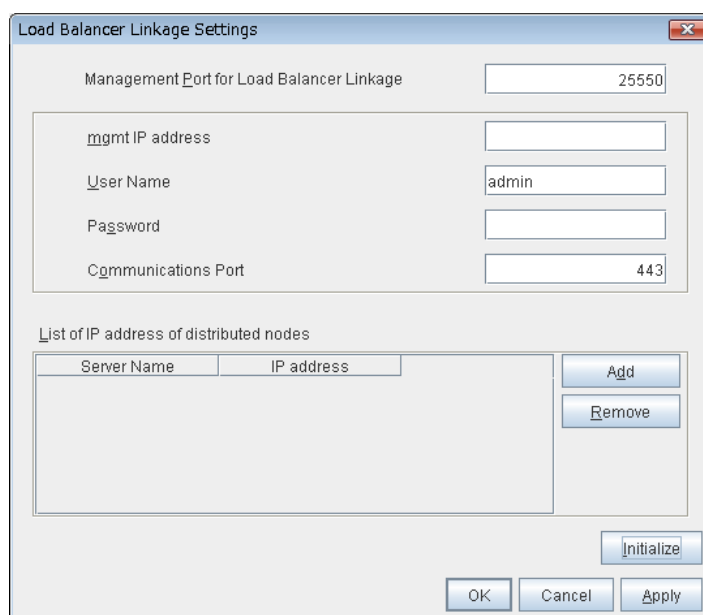 Load Balancer Linkage Settings
Management Port for Load Balancer Linkage 25550
mgmt IP address
User Name admin
Password
Communications Port 443
List of IP address of distributed nodes
Server Name IP address
Add
Remove
Initialize
OK Cancel Apply